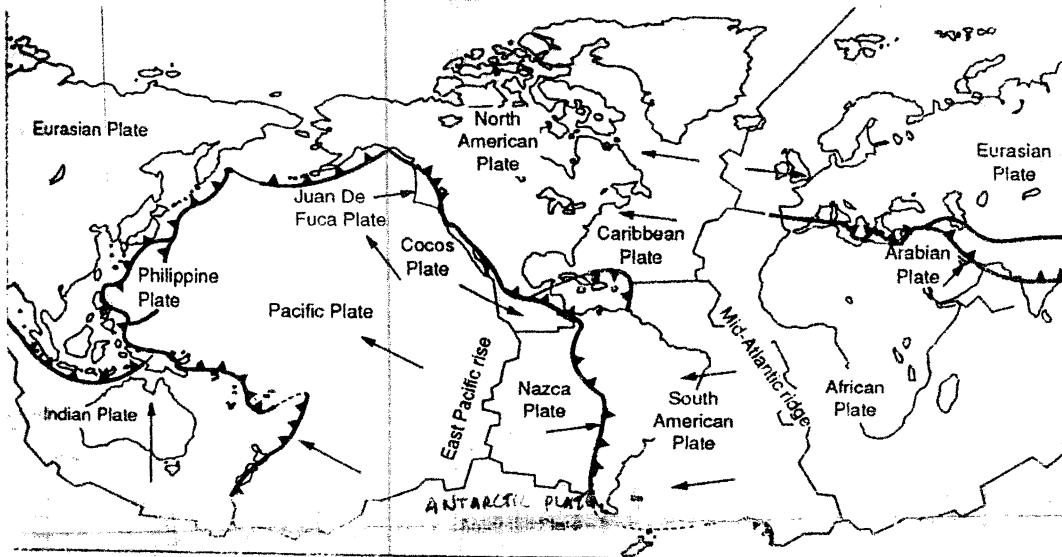 Eurasian Plate
North
American
Plate
Eurasian
Plate
Juan De
Fuca Plate
Cocos
Plate
Caribbean
Plate
Arabian
Plate
Philippine
Plate
Pacific Plate
East Pacific rise
Mid-Atlantic ridge
Indian Plate
Nazca
Plate
South
American
Plate
African
Plate
ANTARCTIC PLATE